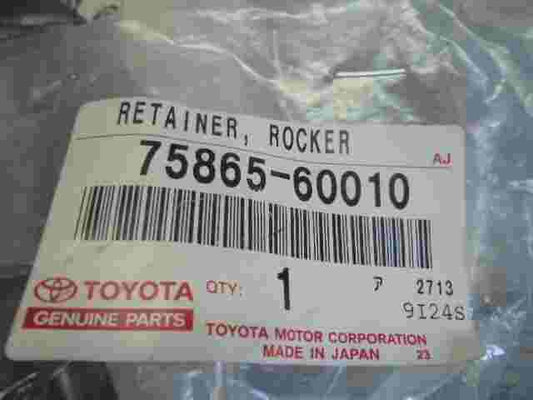 RETAINER, ROCKER
AJ
75865-60010
TOYOTA
QTY: 1
ア 2713
9I24S
GENUINE PARTS
TOYOTA MOTOR CORPORATION
MADE IN JAPAN 23